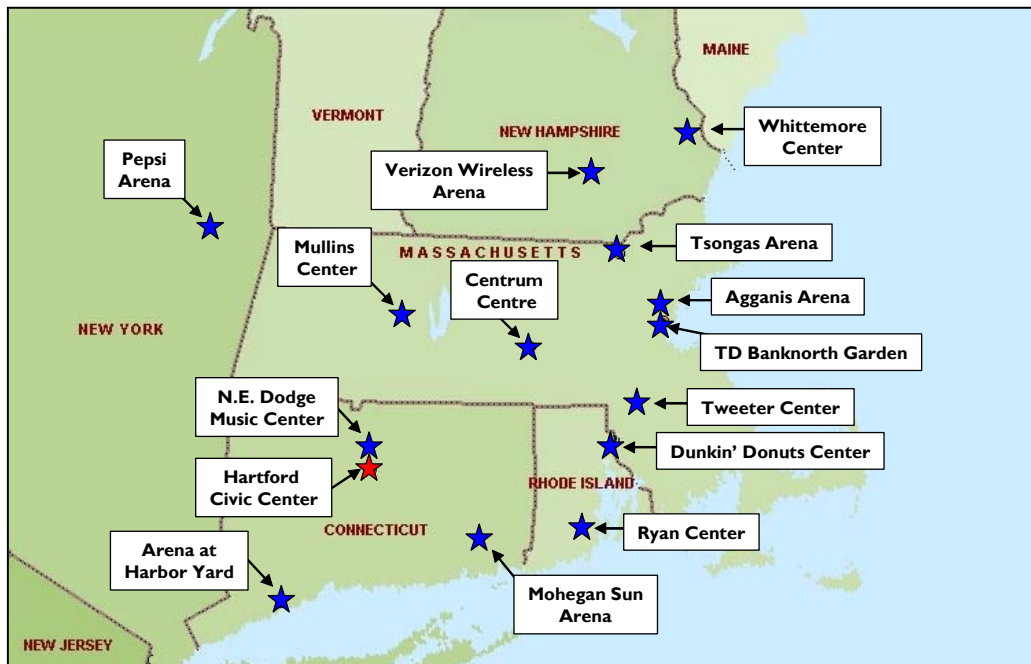 MAINE
VERMONT
NEW HAMPSHIRE
Whittemore
Center
Pepsi
Arena
Verizon Wireless
Arena
Mullins
Center
MASSACHUSETTS
Tsongas Arena
Centrum
Centre
Agganis Arena
NEW YORK
TD Banknorth Garden
N.E. Dodge
Music Center
Tweeter Center
Dunkin' Donuts Center
Hartford
Civic Center
RHODE ISLAND
CONNECTICUT
Ryan Center
Arena at
Harbor Yard
Mohegan Sun
Arena
NEW JERSEY